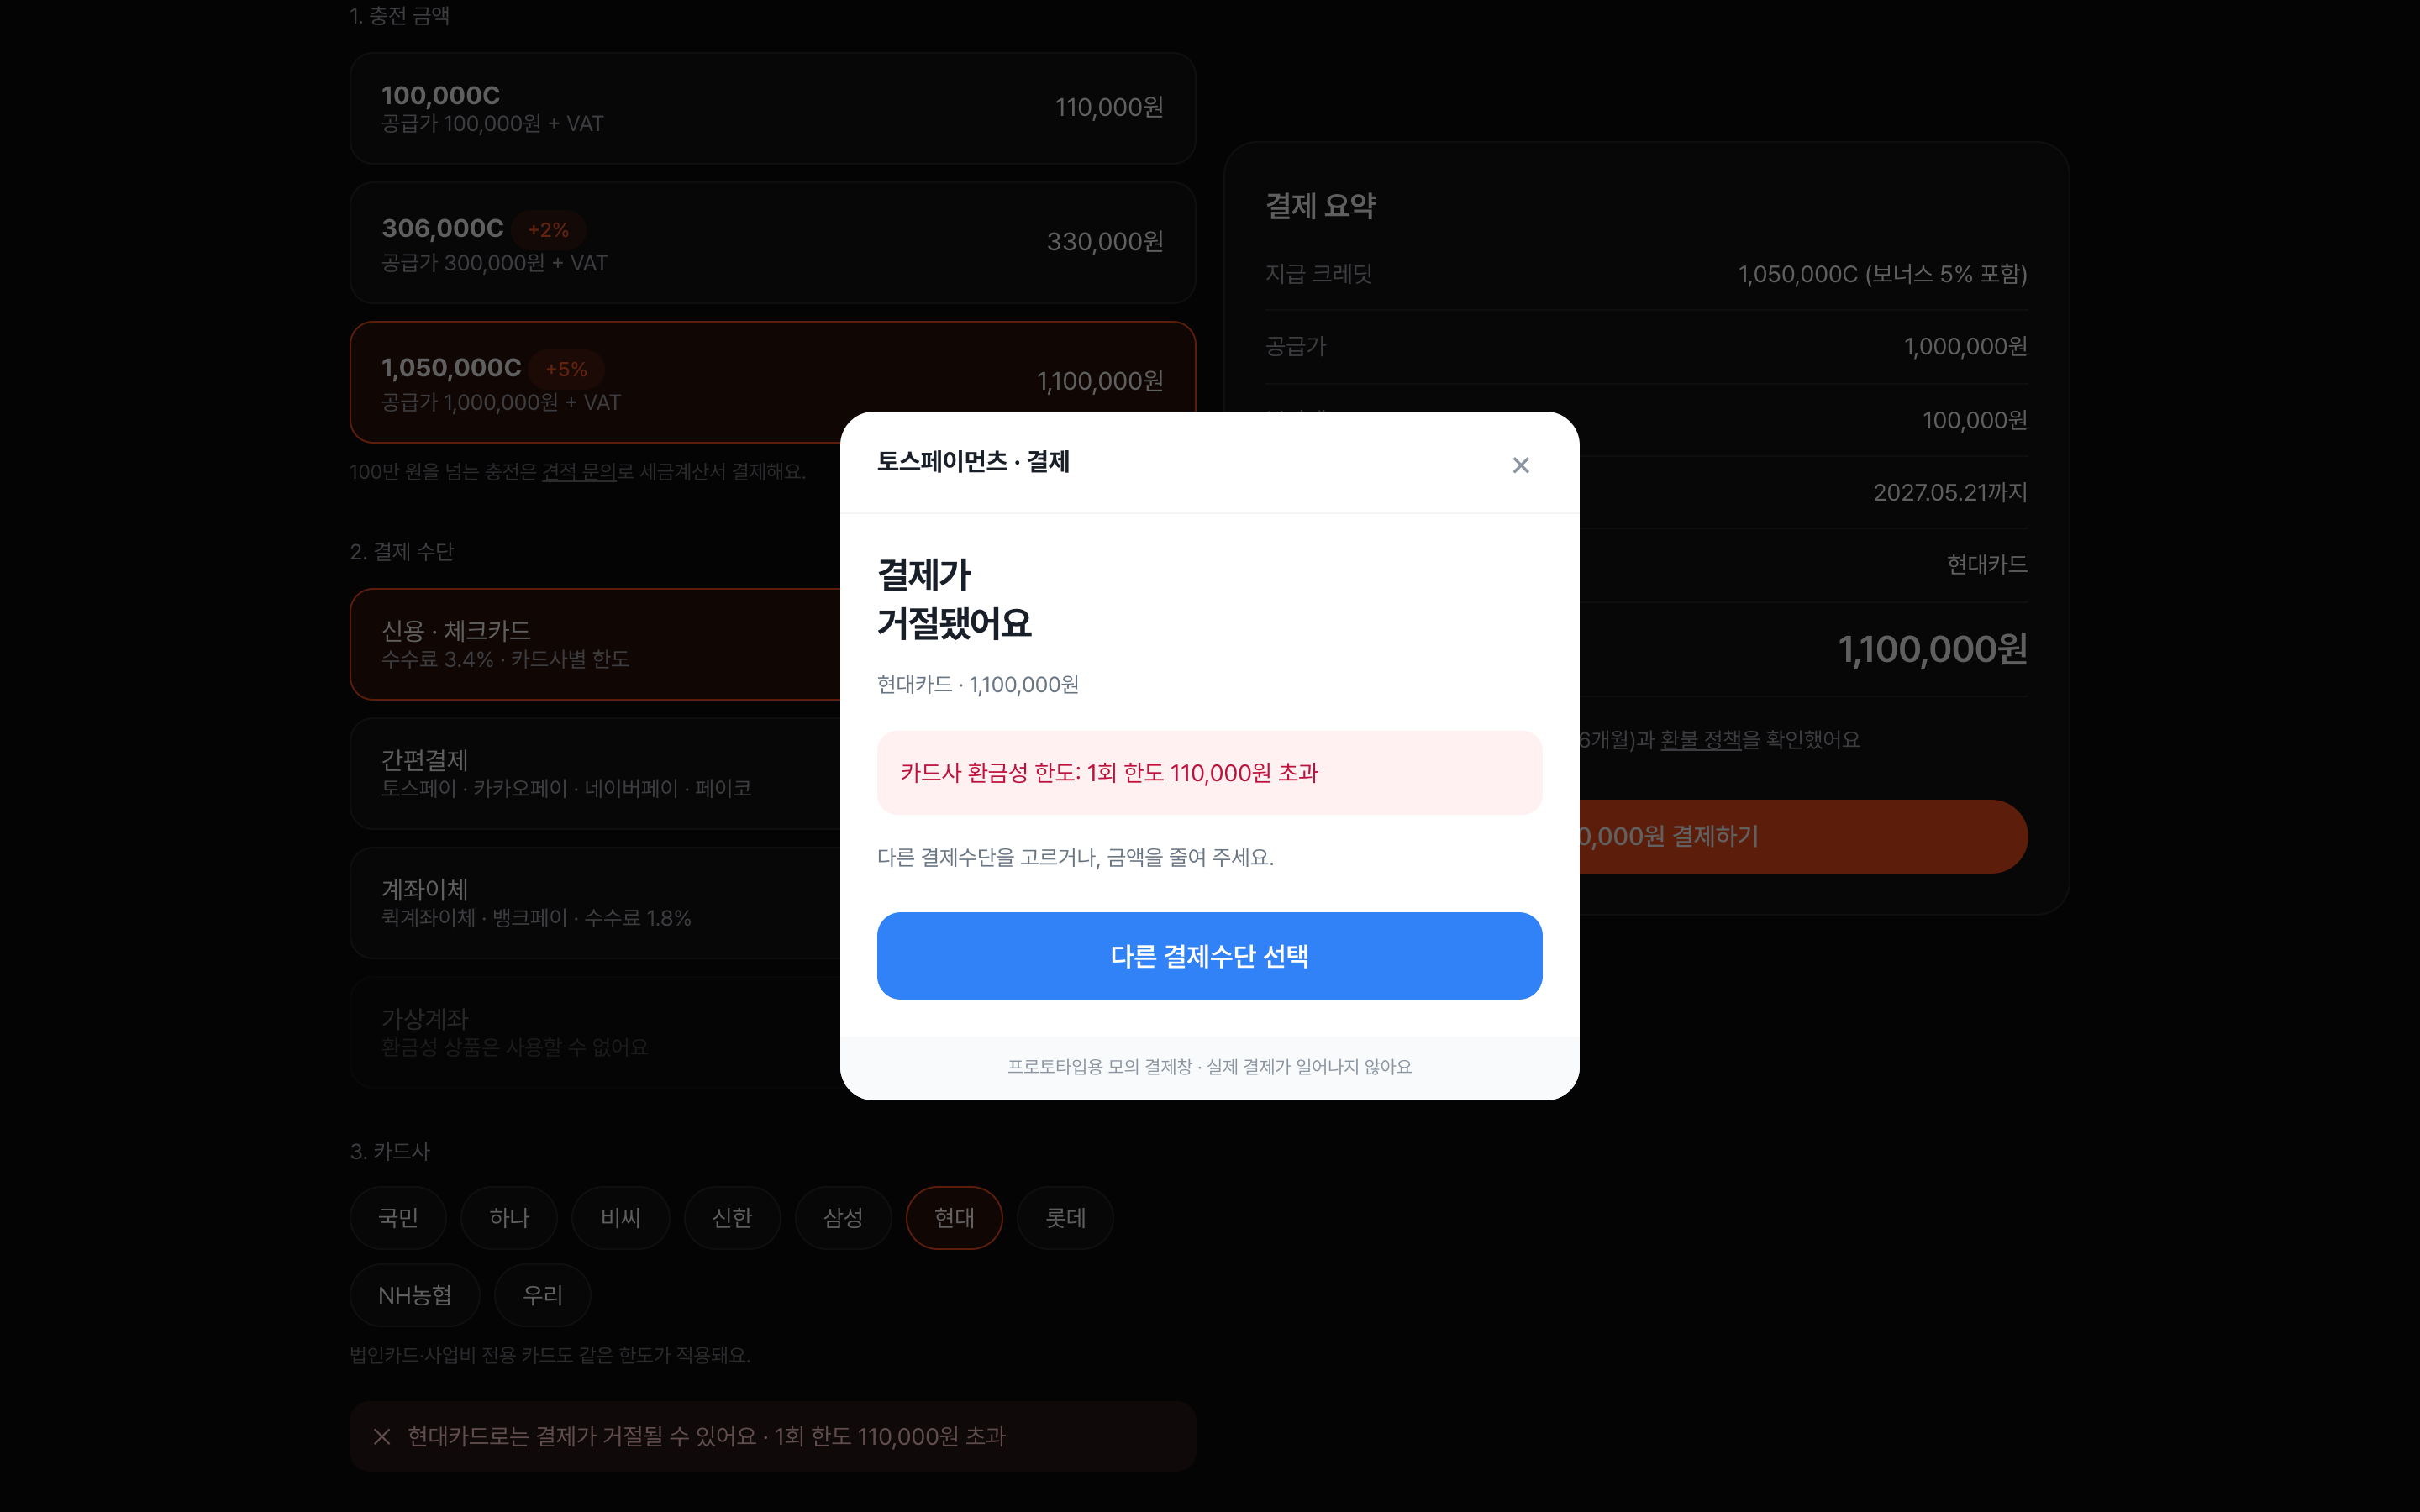 1. 충전 금액
100,000C
공급가 100,000원 + VAT
110,000원
306,000C +2%
공급가 300,000원 + VAT
330,000원
1,050,000C +5%
공급가 1,000,000원 + VAT
1,100,000원
100만 원을 넘는 충전은 견적 문의로 세금계산서 결제해요.
2. 결제 수단
신용 · 체크카드
수수료 3.4% · 카드사별 한도
간편결제
토스페이 · 카카오페이 · 네이버페이 · 페이코
계좌이체
퀵계좌이체 · 뱅크페이 · 수수료 1.8%
가상계좌
환금성 상품은 사용할 수 없어요
3. 카드사
국민 하나 비씨 신한 삼성 현대 롯데
NH농협 우리
법인카드·사업비 전용 카드도 같은 한도가 적용돼요.
현대카드로는 결제가 거절될 수 있어요 · 1회 한도 110,000원 초과
결제 요약
지급 크레딧 1,050,000C (보너스 5% 포함)
공급가 1,000,000원
100,000원
2027.05.21까지
현대카드
1,100,000원
6개월)과 환불 정책을 확인했어요
0,000원 결제하기
토스페이먼츠 · 결제
결제가
거절됐어요
현대카드 · 1,100,000원
카드사 환금성 한도: 1회 한도 110,000원 초과
다른 결제수단을 고르거나, 금액을 줄여 주세요.
다른 결제수단 선택
프로토타입용 모의 결제창 · 실제 결제가 일어나지 않아요